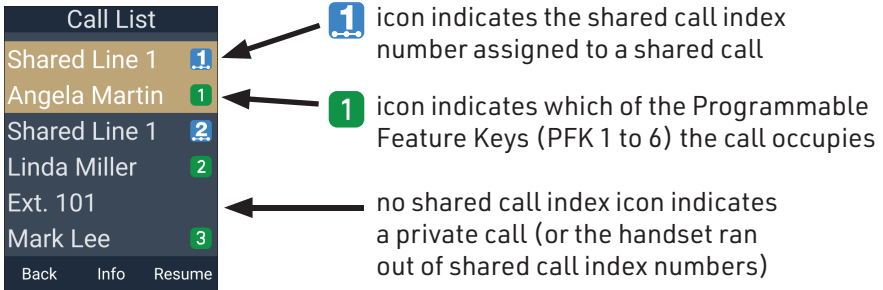 Call List
Shared Line 1 1
Angela Martin 1
Shared Line 1 2
Linda Miller 2
Ext. 101
Mark Lee 3
Back Info Resume
1 icon indicates the shared call index
number assigned to a shared call
1 icon indicates which of the Programmable
Feature Keys (PFK 1 to 6) the call occupies
no shared call index icon indicates
a private call (or the handset ran
out of shared call index numbers)